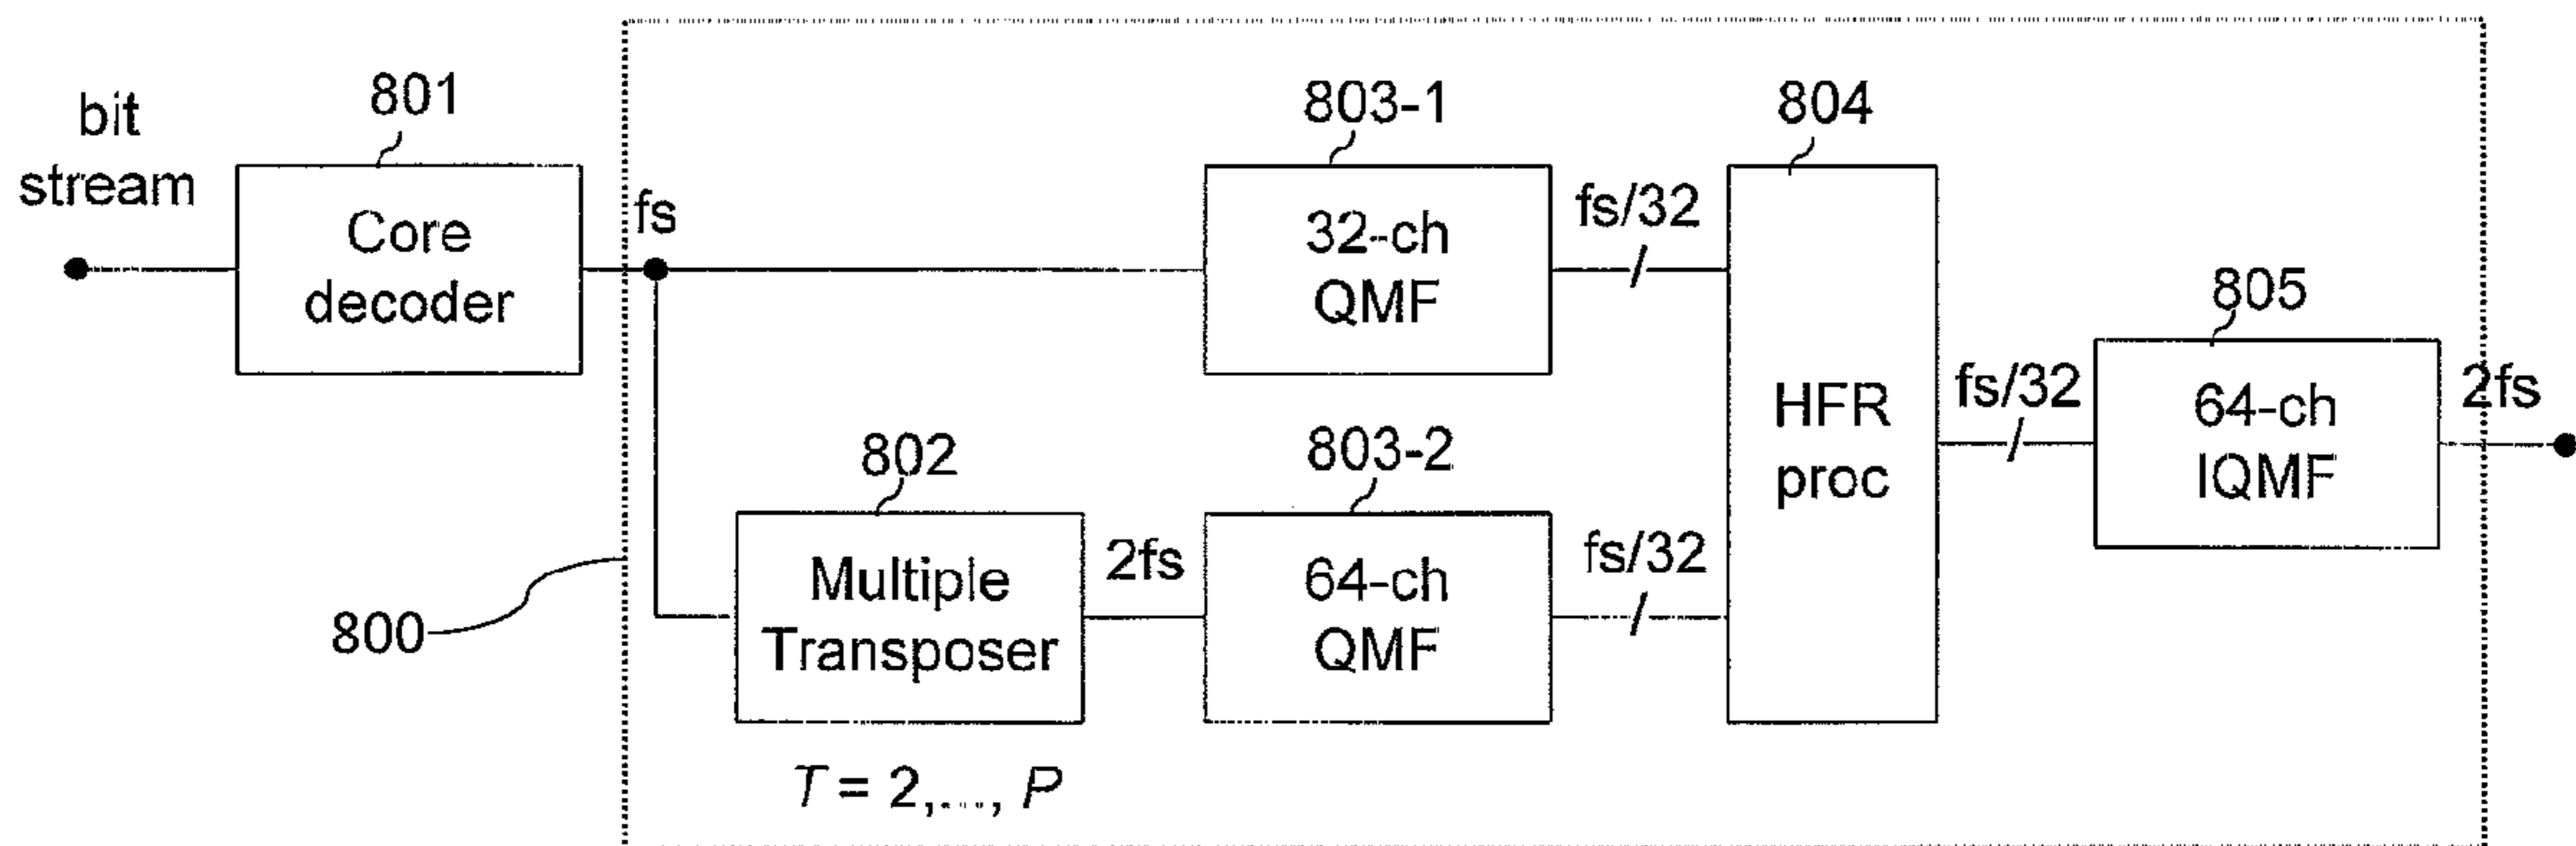 bit
stream
801
Core
decoder
fs
803-1
32-ch
QMF
fs/32
804
HFR
proc
802
Multiple
Transposer
T = 2,..., P
2fs
803-2
64-ch
QMF
fs/32
fs/32
805
64-ch
IQMF
2fs
800